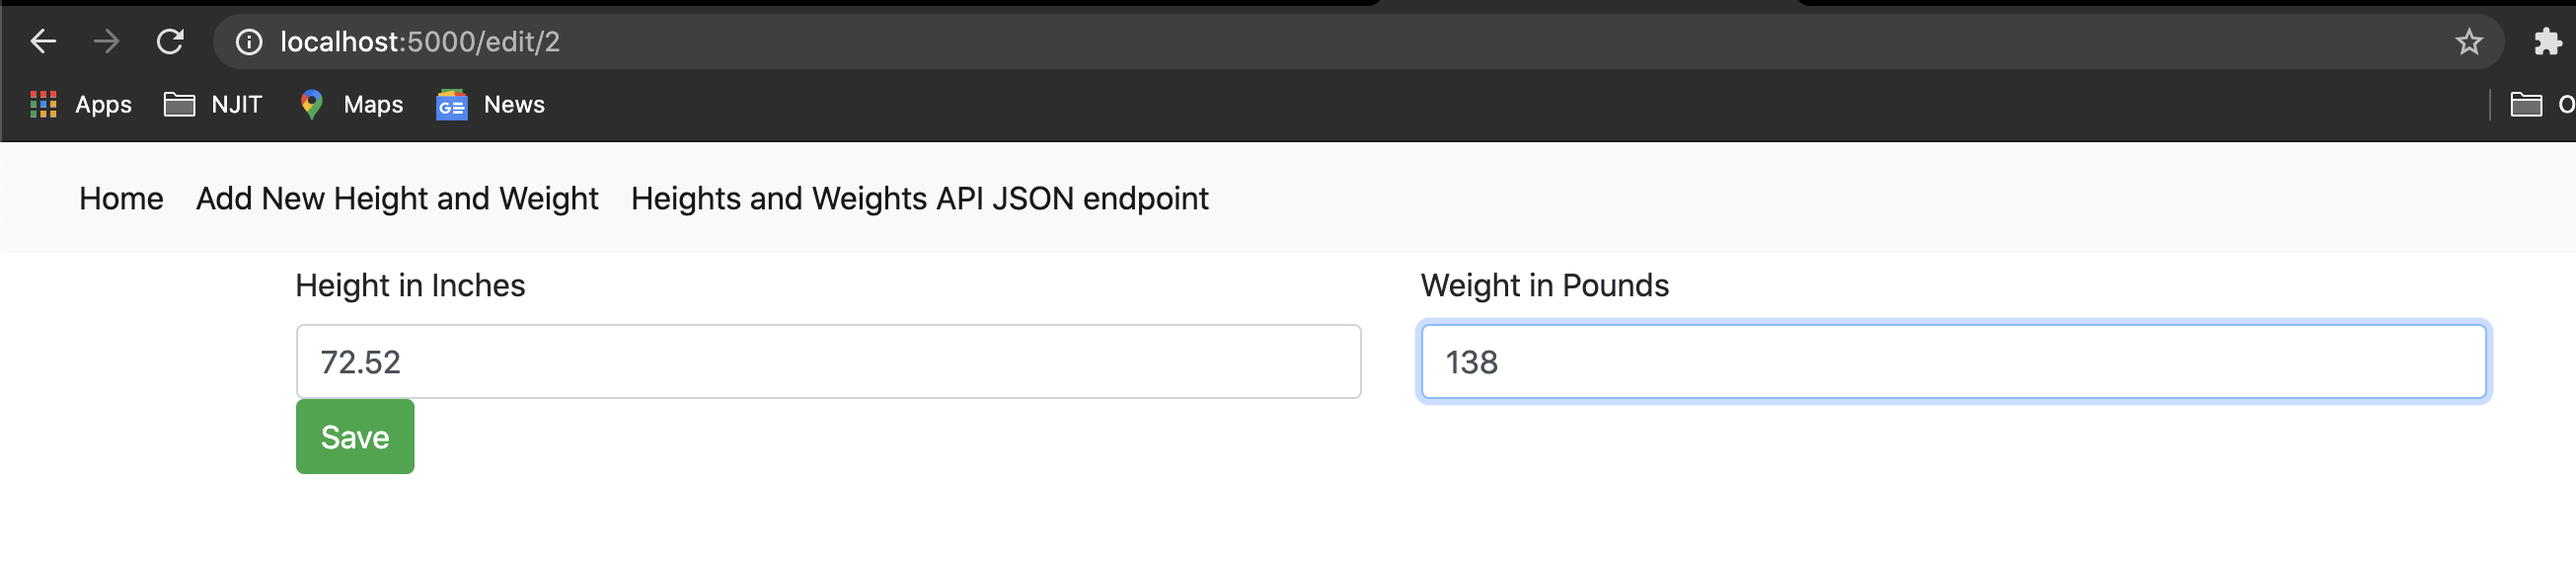 localhost:5000/edit/2
Apps NJIT Maps GE News
Home Add New Height and Weight Heights and Weights API JSON endpoint
Height in Inches Weight in Pounds
72.52 138
Save